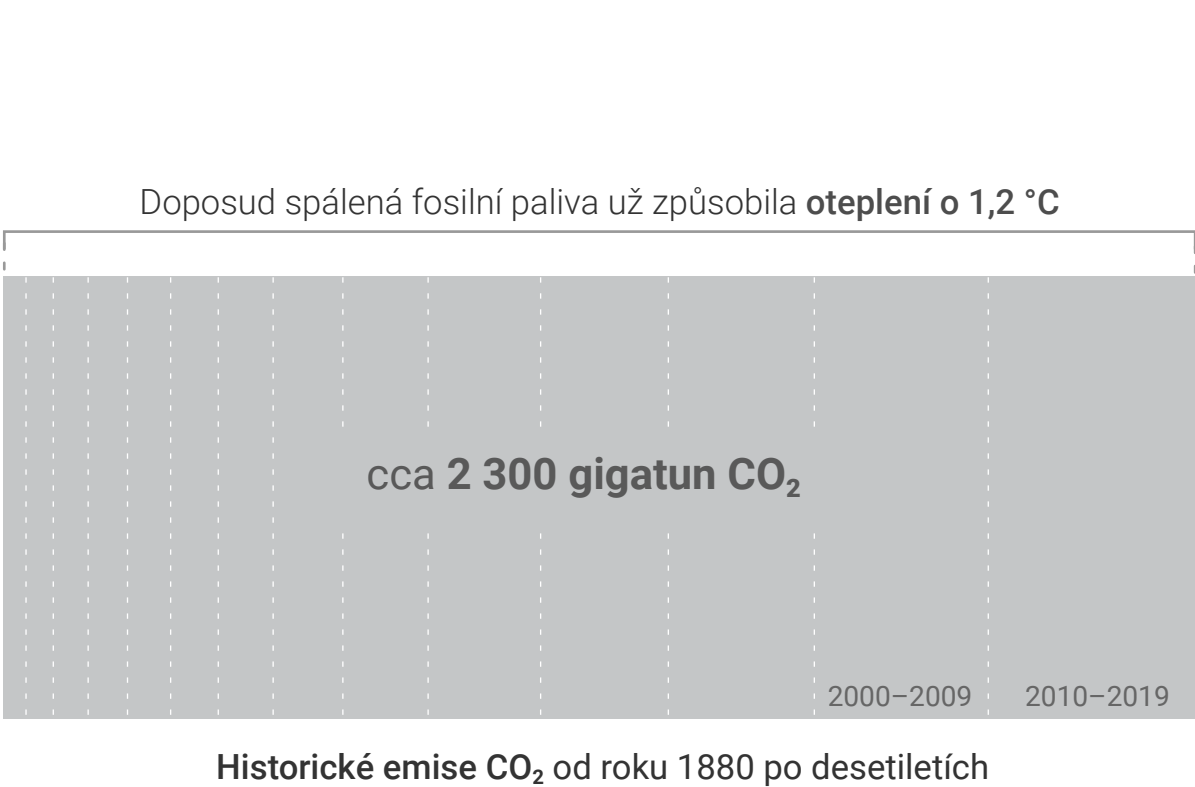 Doposud spálená fosilní paliva už způsobila oteplení o 1,2 °C
cca 2 300 gigatun CO₂
2000–2009
2010–2019
Historické emise CO₂ od roku 1880 po desetiletích